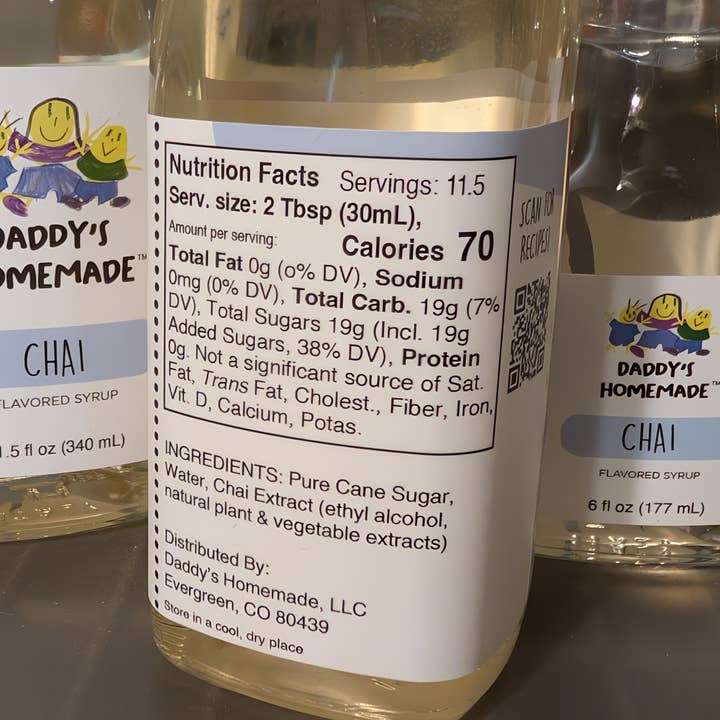 DADDY'S
HOMEMADE™
CHAI
FLAVORED SYRUP
.5 fl oz (340 mL)
Nutrition Facts Servings: 11.5
Serv. size: 2 Tbsp (30mL),
Amount per serving: Calories 70
Total Fat 0g (0% DV), Sodium
0mg (0% DV), Total Carb. 19g (7%
DV), Total Sugars 19g (Incl. 19g
Added Sugars, 38% DV), Protein
0g. Not a significant source of Sat.
Fat, Trans Fat, Cholest., Fiber, Iron,
Vit. D, Calcium, Potas.
SCAN FOR
RECIPES!
INGREDIENTS: Pure Cane Sugar,
Water, Chai Extract (ethyl alcohol,
natural plant & vegetable extracts)
Distributed By:
Daddy's Homemade, LLC
Evergreen, CO 80439
Store in a cool, dry place
DADDY'S
HOMEMADE™
CHAI
FLAVORED SYRUP
6 fl oz (177 mL)